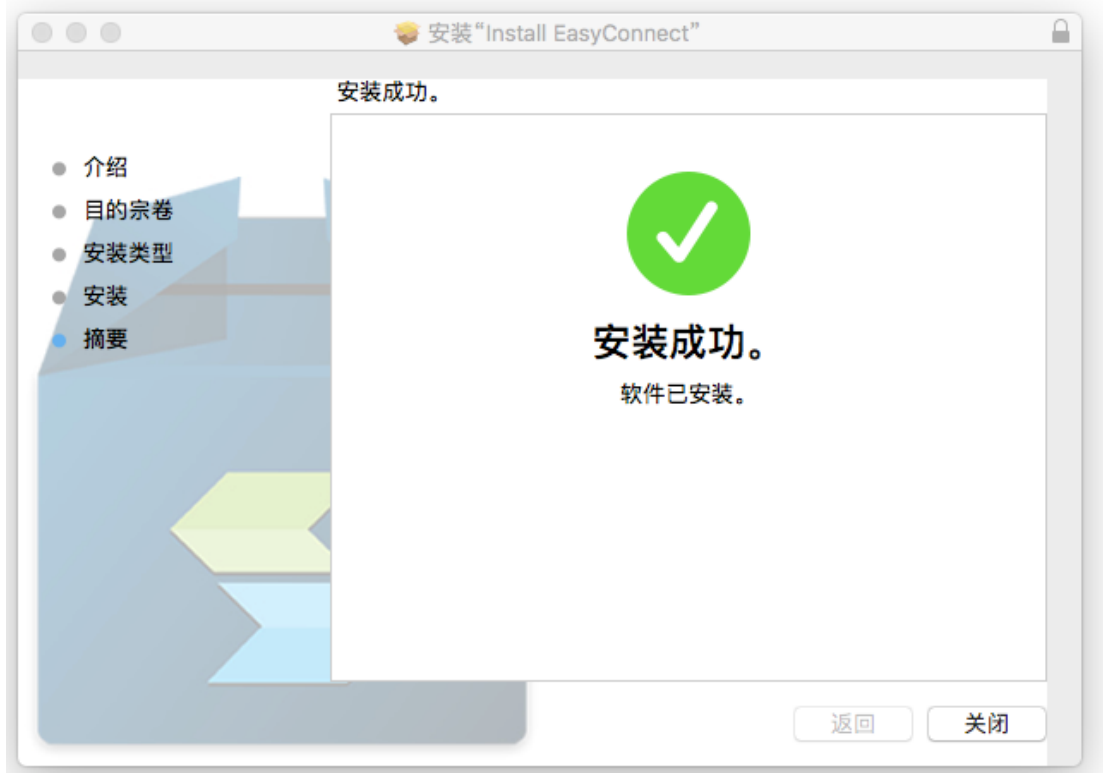 安装“Install EasyConnect”
安装成功。
介绍
目的宗卷
安装类型
安装
摘要
安装成功。
软件已安装。
返回
关闭